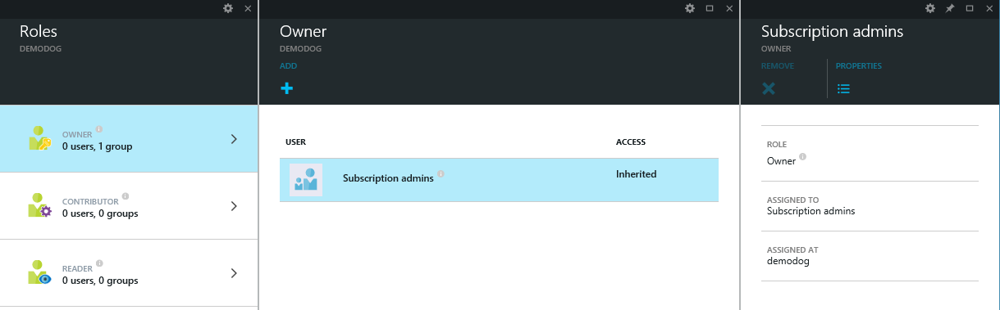 Roles
DEMODOG
OWNER
0 users, 1 group
CONTRIBUTOR
0 users, 0 groups
READER
0 users, 0 groups
Owner
DEMODOG
ADD
USER ACCESS
Subscription admins Inherited
Subscription admins
OWNER
REMOVE PROPERTIES
ROLE
Owner
ASSIGNED TO
Subscription admins
ASSIGNED AT
demodog